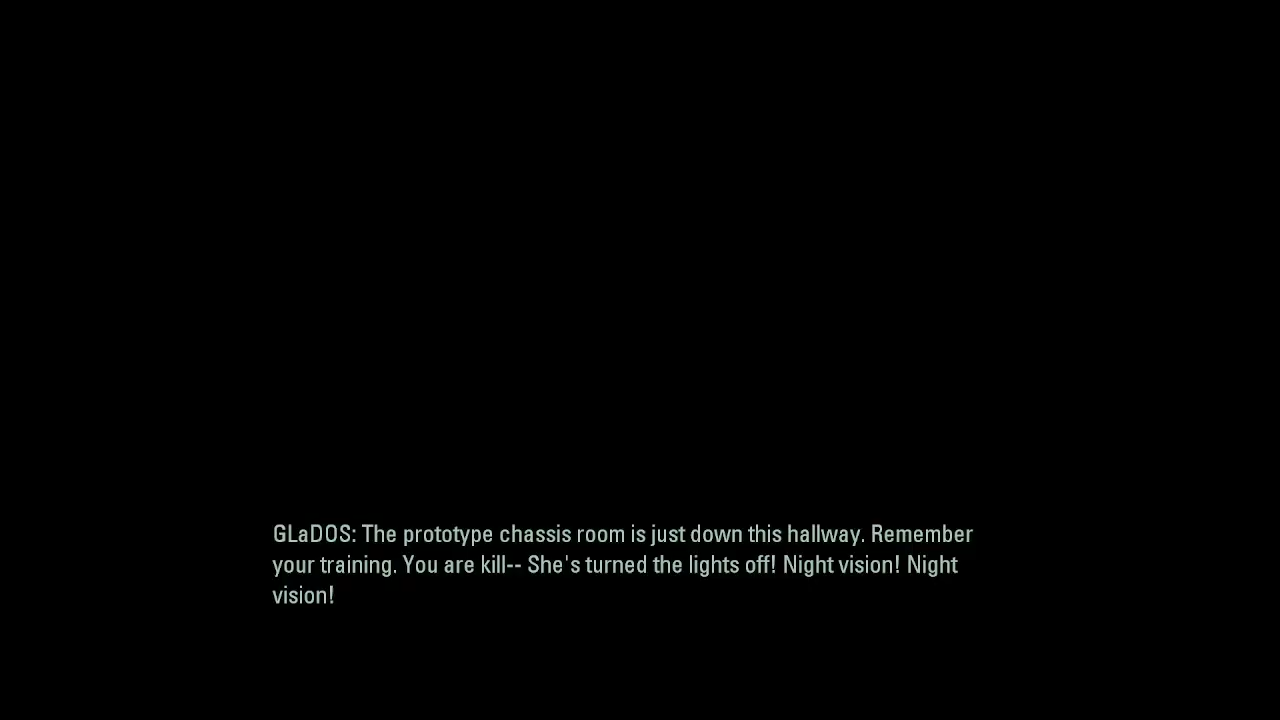 GLaDOS: The prototype chassis room is just down this hallway. Remember
your training. You are kill-- She's turned the lights off! Night vision! Night
vision!